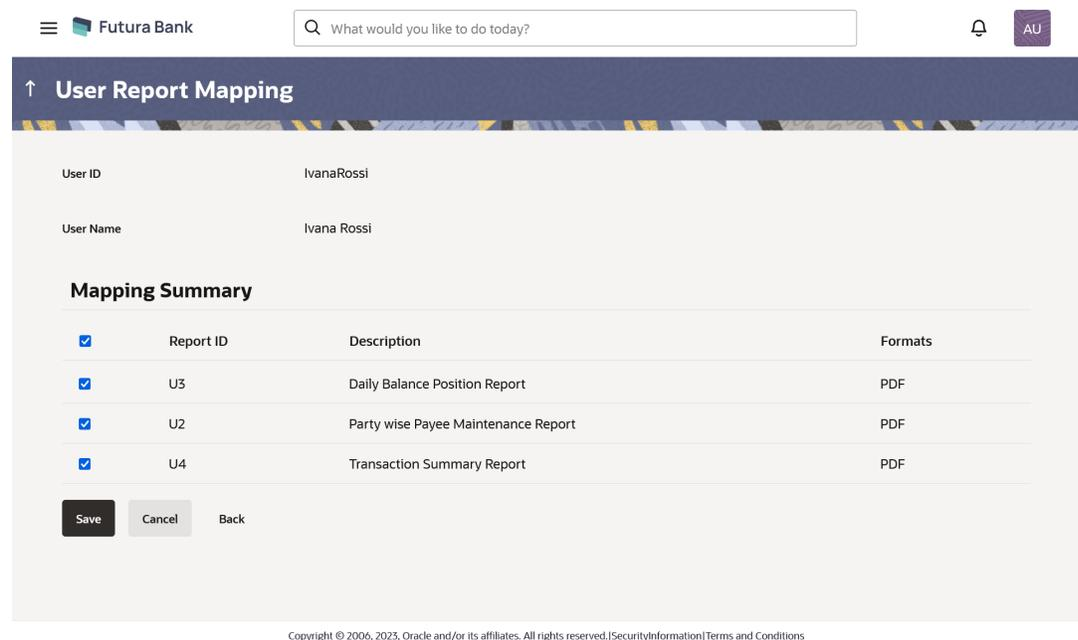 Futura Bank
What would you like to do today?
AU
User Report Mapping
User ID IvanaRossi
User Name Ivana Rossi
Mapping Summary
Report ID Description Formats
U3 Daily Balance Position Report PDF
U2 Party wise Payee Maintenance Report PDF
U4 Transaction Summary Report PDF
Save Cancel Back
Copyright © 2006, 2023, Oracle and/or its affiliates. All rights reserved.|SecurityInformation|Terms and Conditions